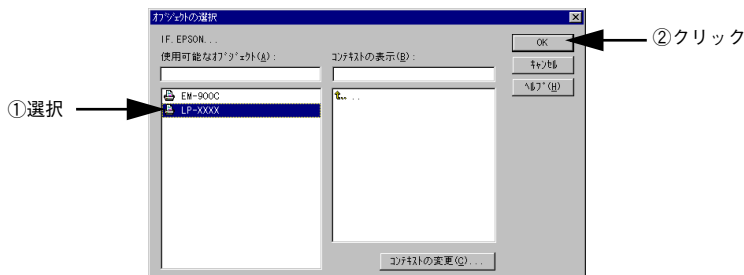 オブジェクトの選択
IF. EPSON...
使用可能なオブジェクト(A) :
コンテキストの表示(B) :
OK
②クリック
キャンセル
ヘルプ(H)
EM-900C
①選択
LP-XXXX
..
コンテキストの変更(C)...